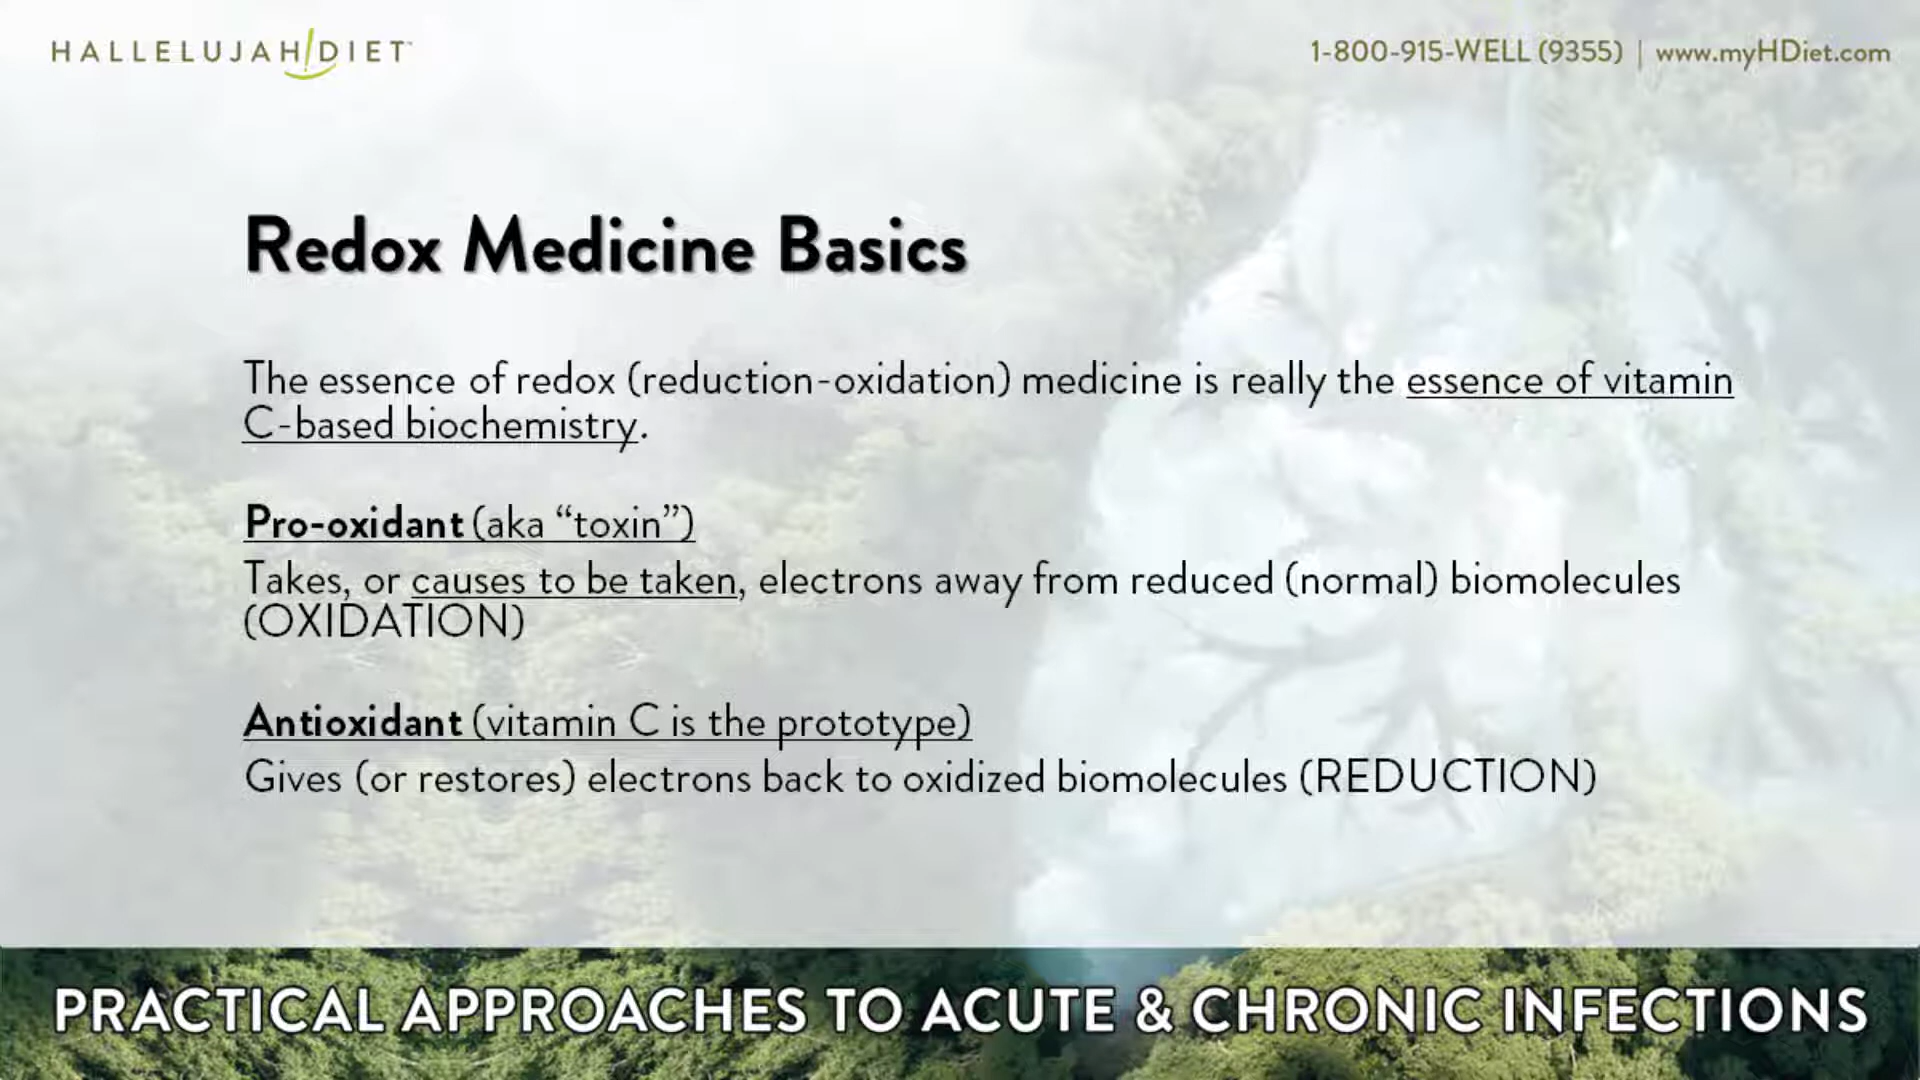 HALLELUJAH DIET™
1-800-915-WELL (9355) | www.myHDiet.com
Redox Medicine Basics
The essence of redox (reduction-oxidation) medicine is really the essence of vitamin
C-based biochemistry.
Pro-oxidant (aka “toxin”)
Takes, or causes to be taken, electrons away from reduced (normal) biomolecules
(OXIDATION)
Antioxidant (vitamin C is the prototype)
Gives (or restores) electrons back to oxidized biomolecules (REDUCTION)
PRACTICAL APPROACHES TO ACUTE & CHRONIC INFECTIONS